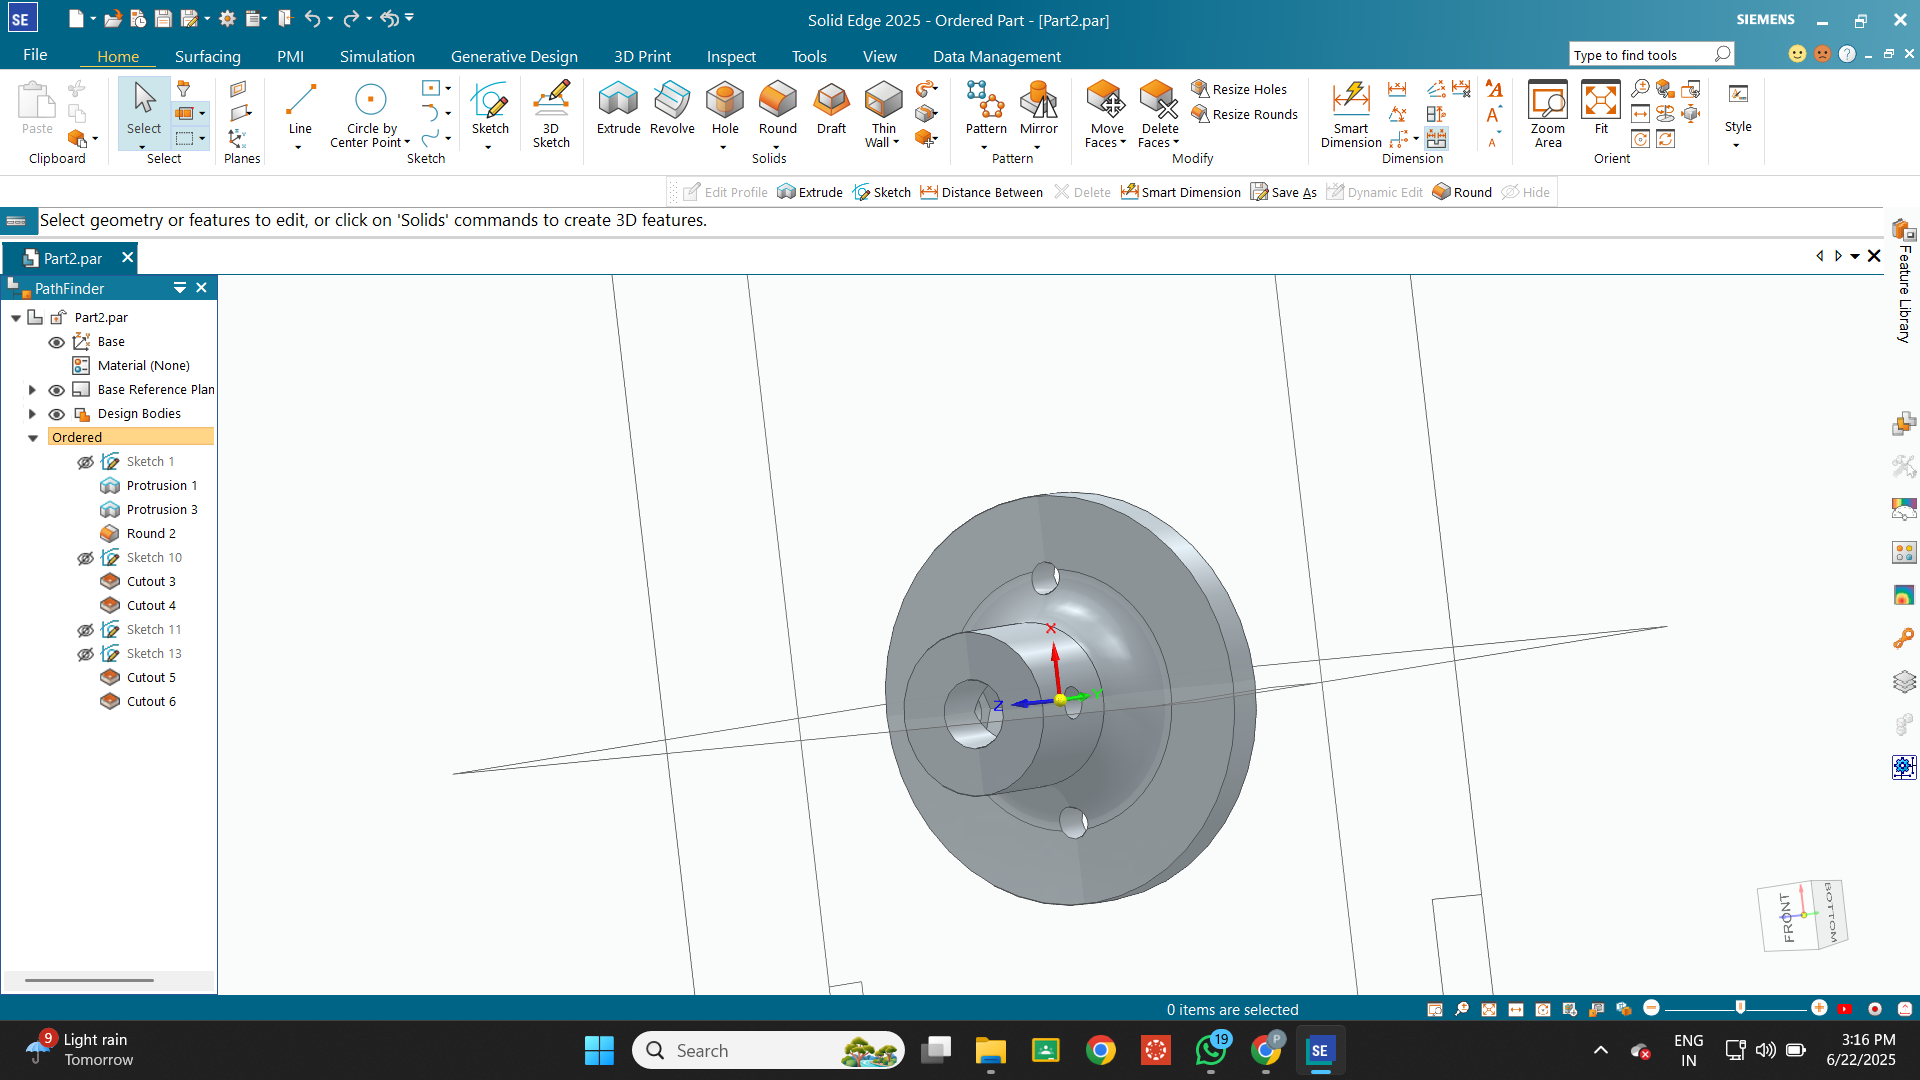 SE
Solid Edge 2025 - Ordered Part - [Part2.par]
SIEMENS
File
Home
Surfacing
PMI
Simulation
Generative Design
3D Print
Inspect
Tools
View
Data Management
Type to find tools
Paste
Clipboard
Select
Select
Planes
Line
Circle by
Center Point
Sketch
Sketch
3D
Sketch
Extrude
Revolve
Hole
Round
Draft
Thin
Wall
Solids
Pattern
Mirror
Pattern
Move
Faces
Delete
Faces
Resize Holes
Resize Rounds
Modify
Smart
Dimension
Dimension
Zoom
Area
Fit
Orient
Style
Edit Profile
Extrude
Sketch
Distance Between
Delete
Smart Dimension
Save As
Dynamic Edit
Round
Hide
Select geometry or features to edit, or click on 'Solids' commands to create 3D features.
Part2.par
PathFinder
Part2.par
Base
Material (None)
Base Reference Plan
Design Bodies
Ordered
Sketch 1
Protrusion 1
Protrusion 3
Round 2
Sketch 10
Cutout 3
Cutout 4
Sketch 11
Sketch 13
Cutout 5
Cutout 6
X
Y
Z
FRONT
BOTTOM
Feature Library
0 items are selected
9
Light rain
Tomorrow
Search
19
P
SE
ENG
IN
3:16 PM
6/22/2025